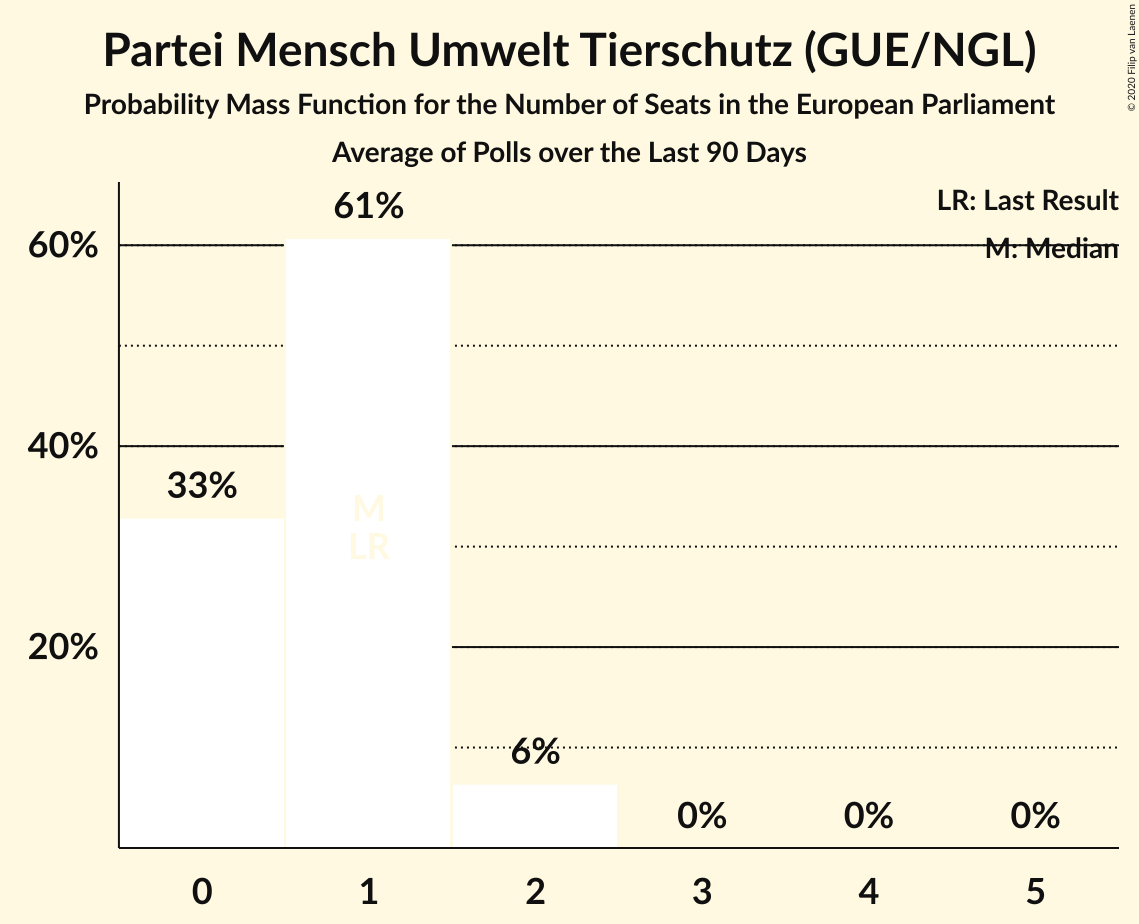 Partei Mensch Umwelt Tierschutz (GUE/NGL)
Probability Mass Function for the Number of Seats in the European Parliament
Average of Polls over the Last 90 Days
© 2020 Filip van Laenen
LR: Last Result
M: Median
60%
40%
20%
33%
61%
M
LR
6%
0%
0%
0%
0
1
2
3
4
5